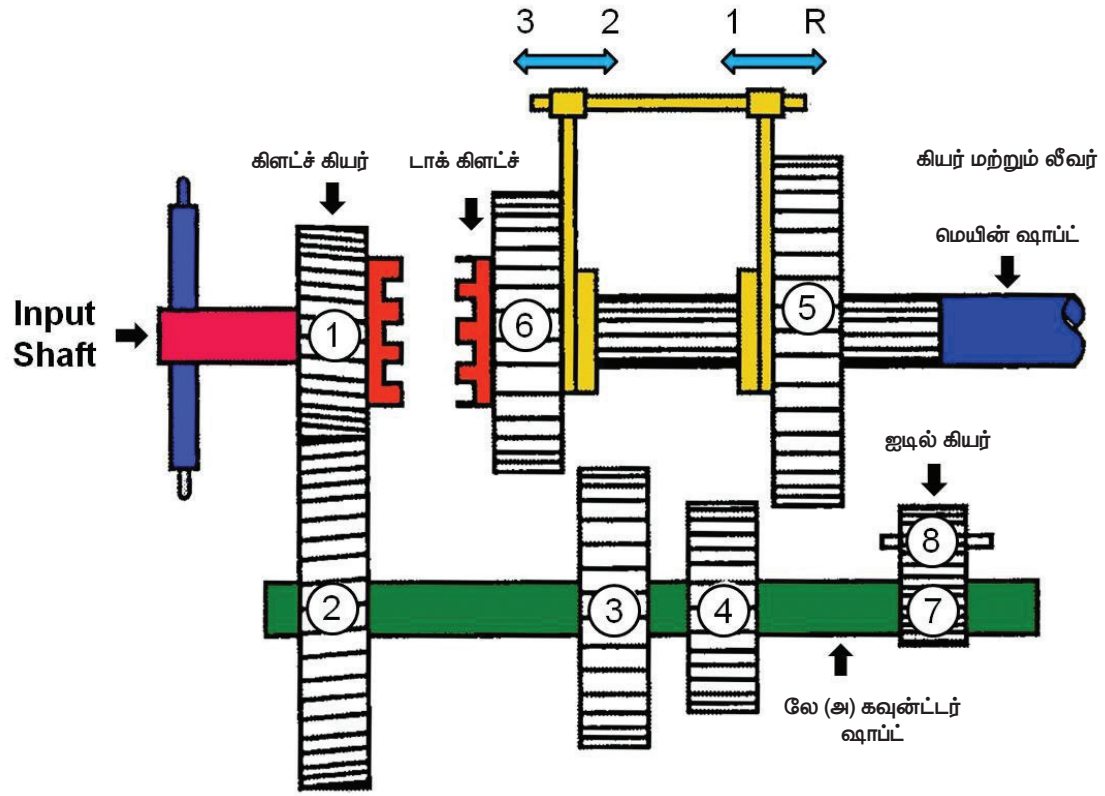 3 2 1 R
கிளட்ச் கியர்
டாக் கிளட்ச்
கியர் மற்றும் லீவர்
மெயின் ஷாப்ட்
Input
Shaft
1
6
5
ஐடில் கியர்
8
2
3
4
7
லே (அ) கவுன்ட்டர்
ஷாப்ட்